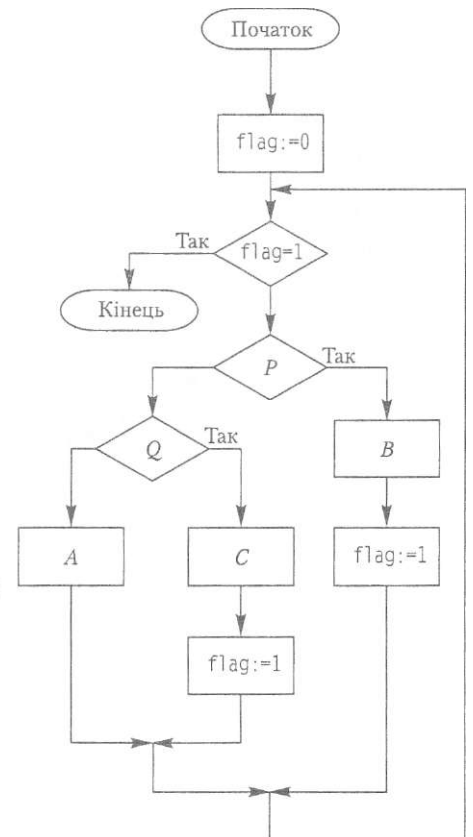 Початок
flag:=0
Так
flag=1
Кінець
P
Так
Q
Так
B
A
C
flag:=1
flag:=1